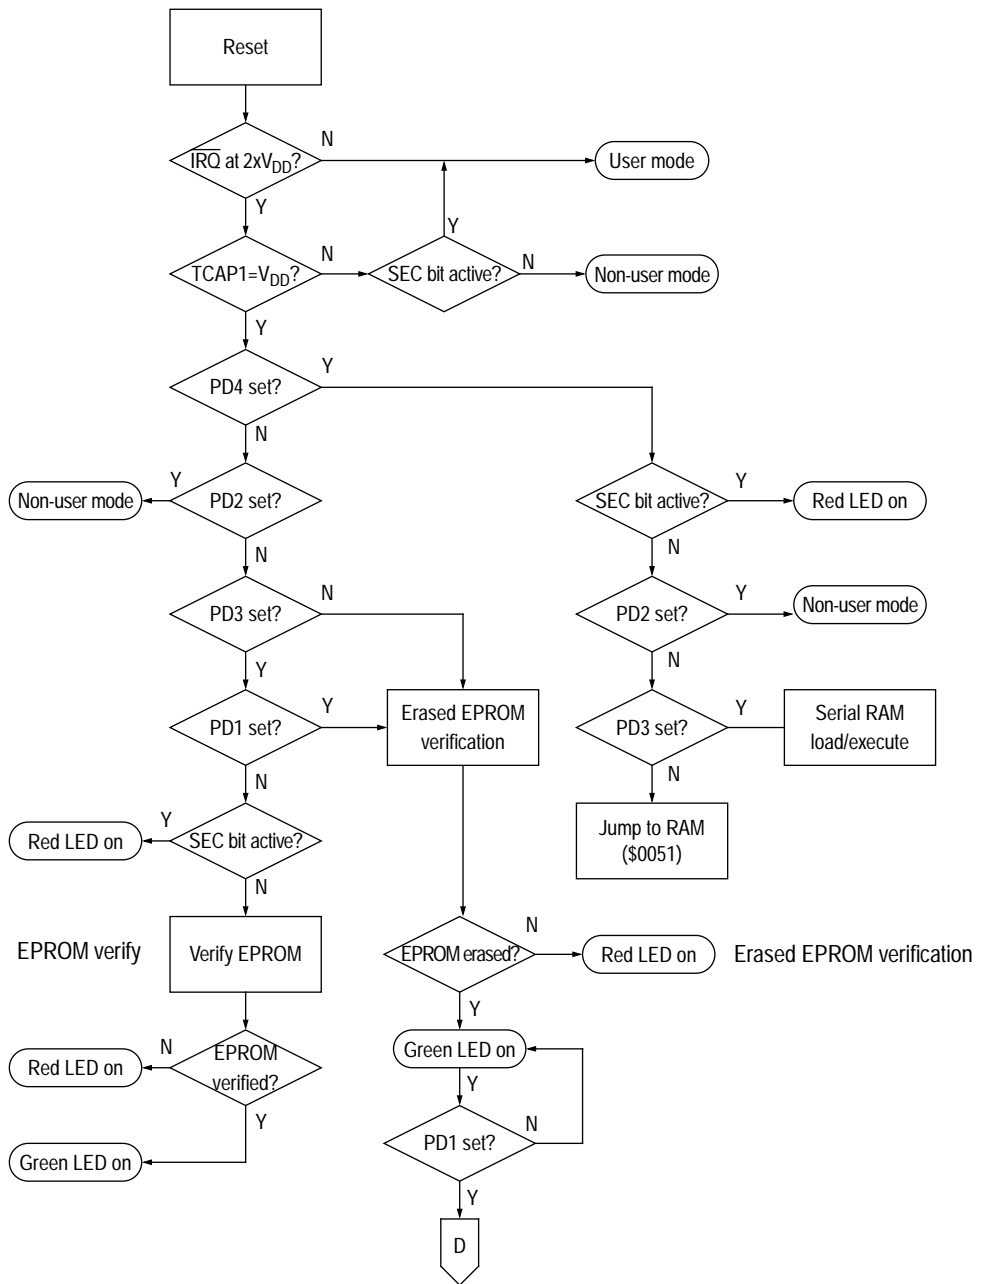 Reset
IRQ at 2xVDD?
N
User mode
Y
Y
TCAP1=VDD?
N
SEC bit active?
N
Non-user mode
Y
PD4 set?
Y
N
Non-user mode
Y
PD2 set?
SEC bit active?
Y
Red LED on
N
N
PD3 set?
N
PD2 set?
Y
Non-user mode
Y
N
PD1 set?
Y
Erased EPROM
verification
PD3 set?
Y
Serial RAM
load/execute
N
N
Red LED on
Y
SEC bit active?
Jump to RAM
($0051)
N
EPROM verify
Verify EPROM
EPROM erased?
N
Red LED on
Erased EPROM verification
Y
Green LED on
Red LED on
N
EPROM
verified?
Y
Y
PD1 set?
N
Green LED on
Y
D